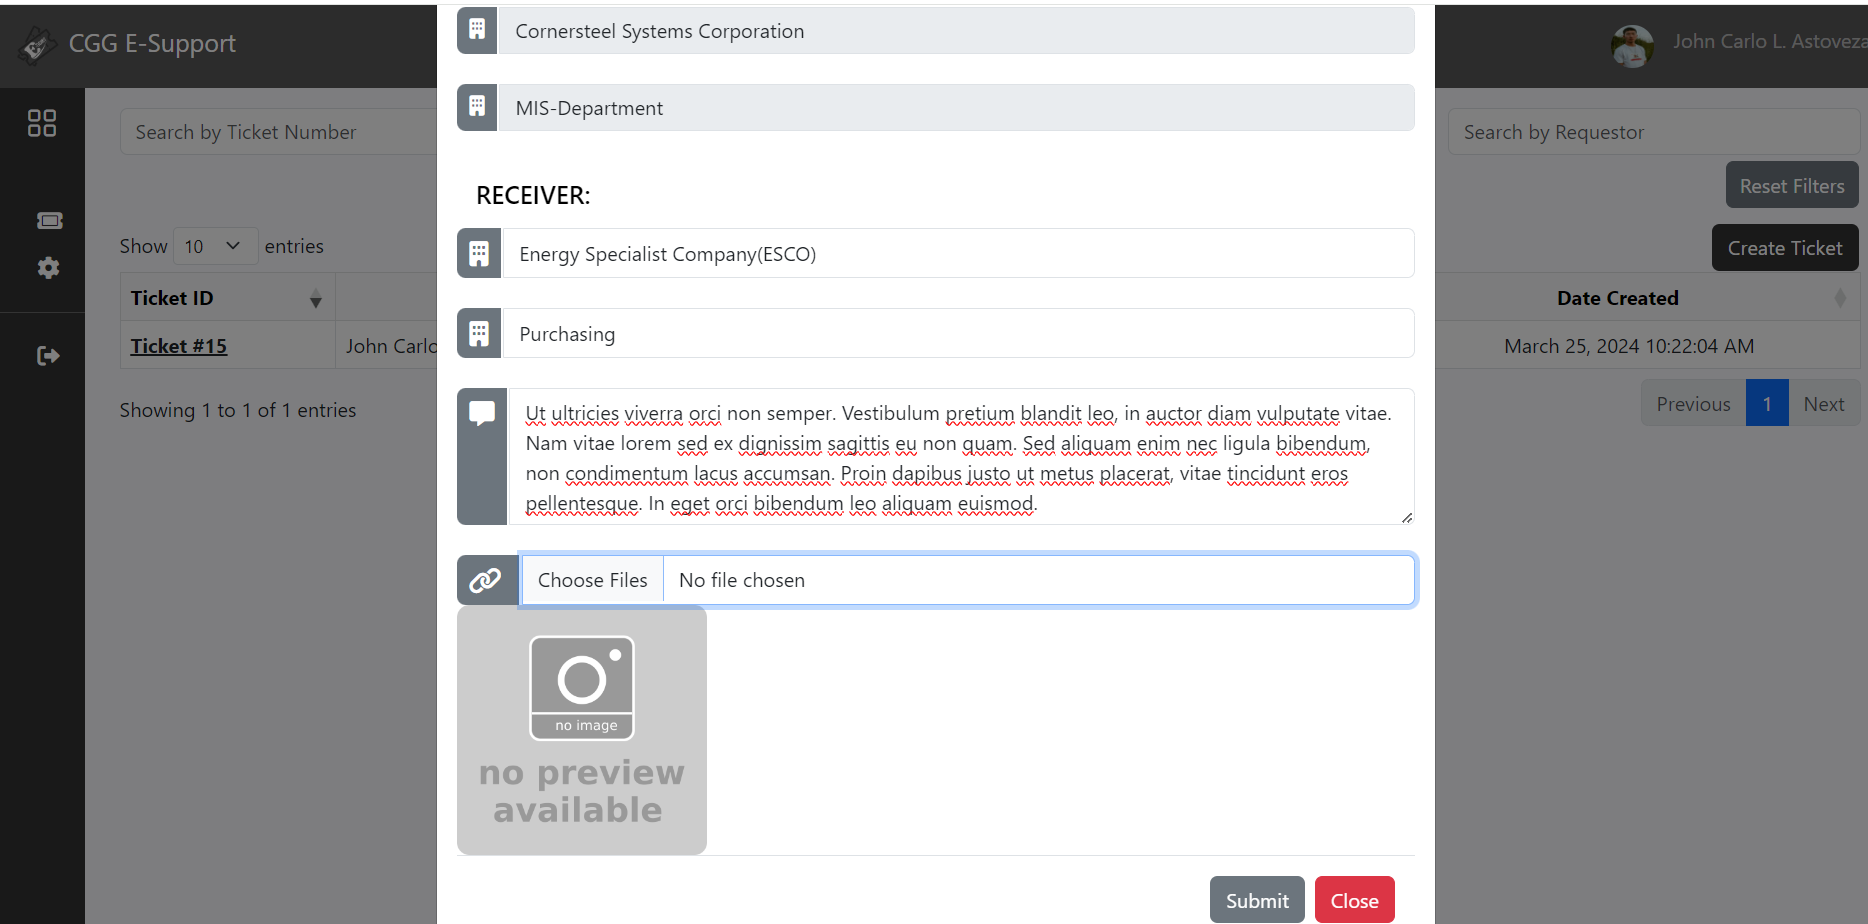 CGG E-Support
John Carlo L. Astoveza
Search by Ticket Number
Search by Requestor
Reset Filters
Show 10 entries
Create Ticket
Ticket ID
Date Created
Ticket #15
John Carlo
March 25, 2024 10:22:04 AM
Showing 1 to 1 of 1 entries
Previous 1 Next
Cornersteel Systems Corporation
MIS-Department
RECEIVER:
Energy Specialist Company(ESCO)
Purchasing
Ut ultricies viverra orci non semper. Vestibulum pretium blandit leo, in auctor diam vulputate vitae.
Nam vitae lorem sed ex dignissim sagittis eu non quam. Sed aliquam enim nec ligula bibendum,
non condimentum lacus accumsan. Proin dapibus justo ut metus placerat, vitae tincidunt eros
pellentesque. In eget orci bibendum leo aliquam euismod.
Choose Files No file chosen
no image
no preview
available
Submit Close